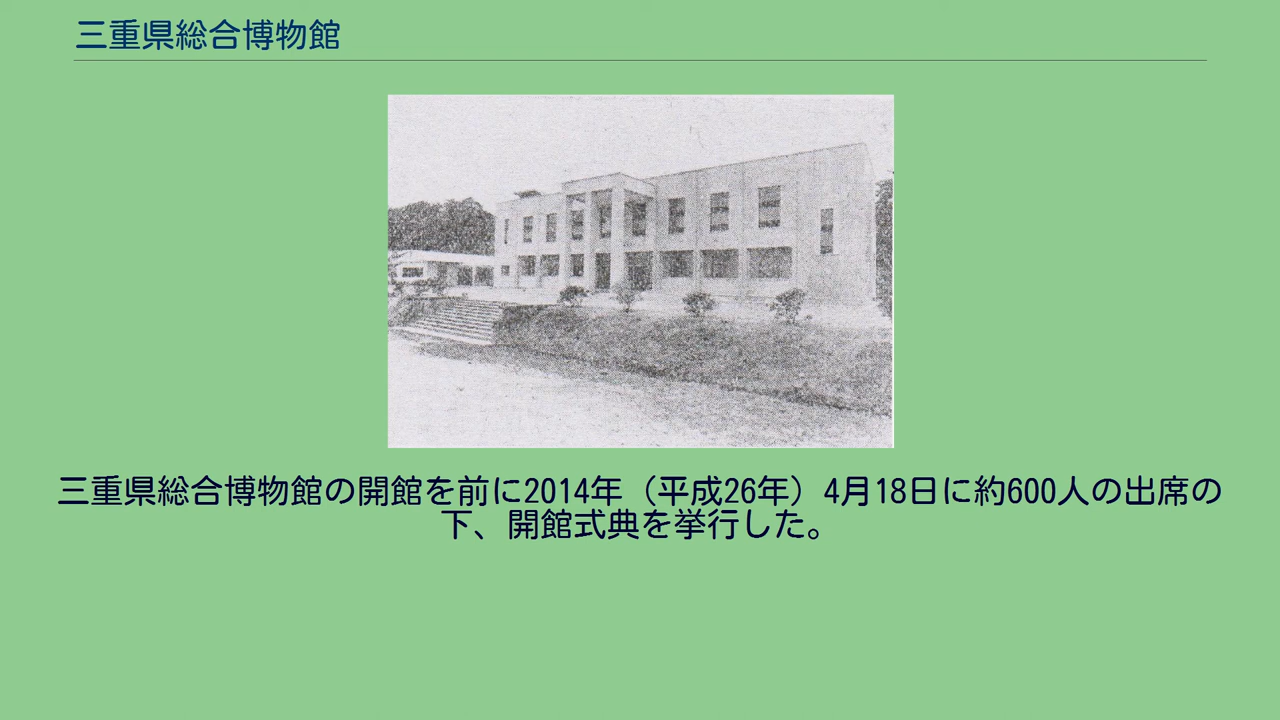 三重県総合博物館
三重県総合博物館の開館を前に2014年（平成26年）4月18日に約600人の出席の
下、開館式典を挙行した。